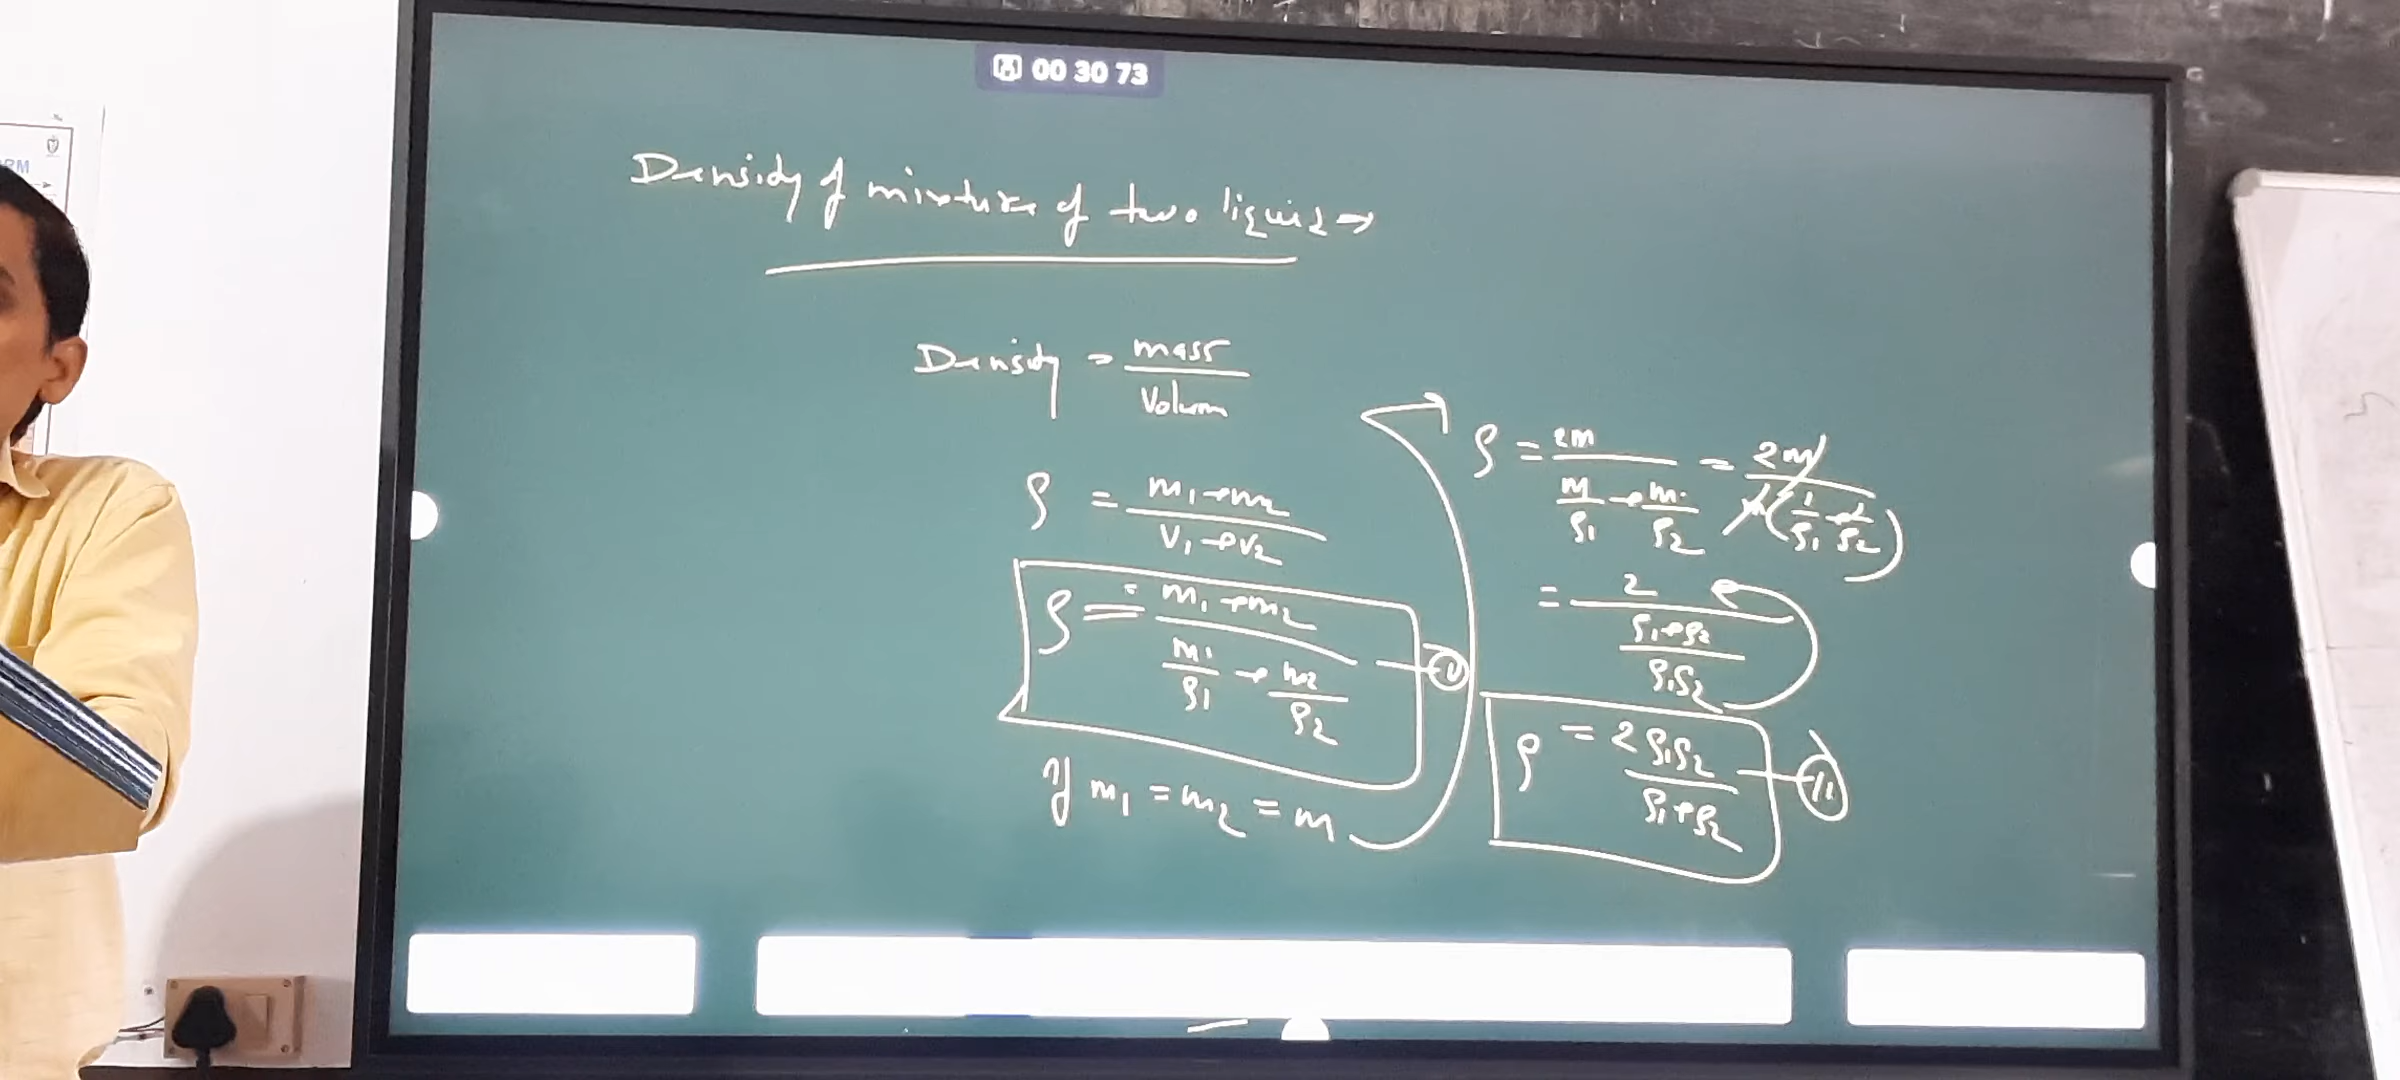 00 30 73
Density of mixture of two liquid →
Density = mass / Volum
ρ = m₁ + m₂ / V₁ + V₂
ρ = m₁ + m₂ / (m₁/ρ₁ + m₂/ρ₂) — (i)
If m₁ = m₂ = m
ρ = 2m / (m/ρ₁ + m/ρ₂) = 2m / m(1/ρ₁ + 1/ρ₂)
= 2 / (ρ₁+ρ₂ / ρ₁ρ₂)
ρ = 2ρ₁ρ₂ / ρ₁+ρ₂ — (ii)